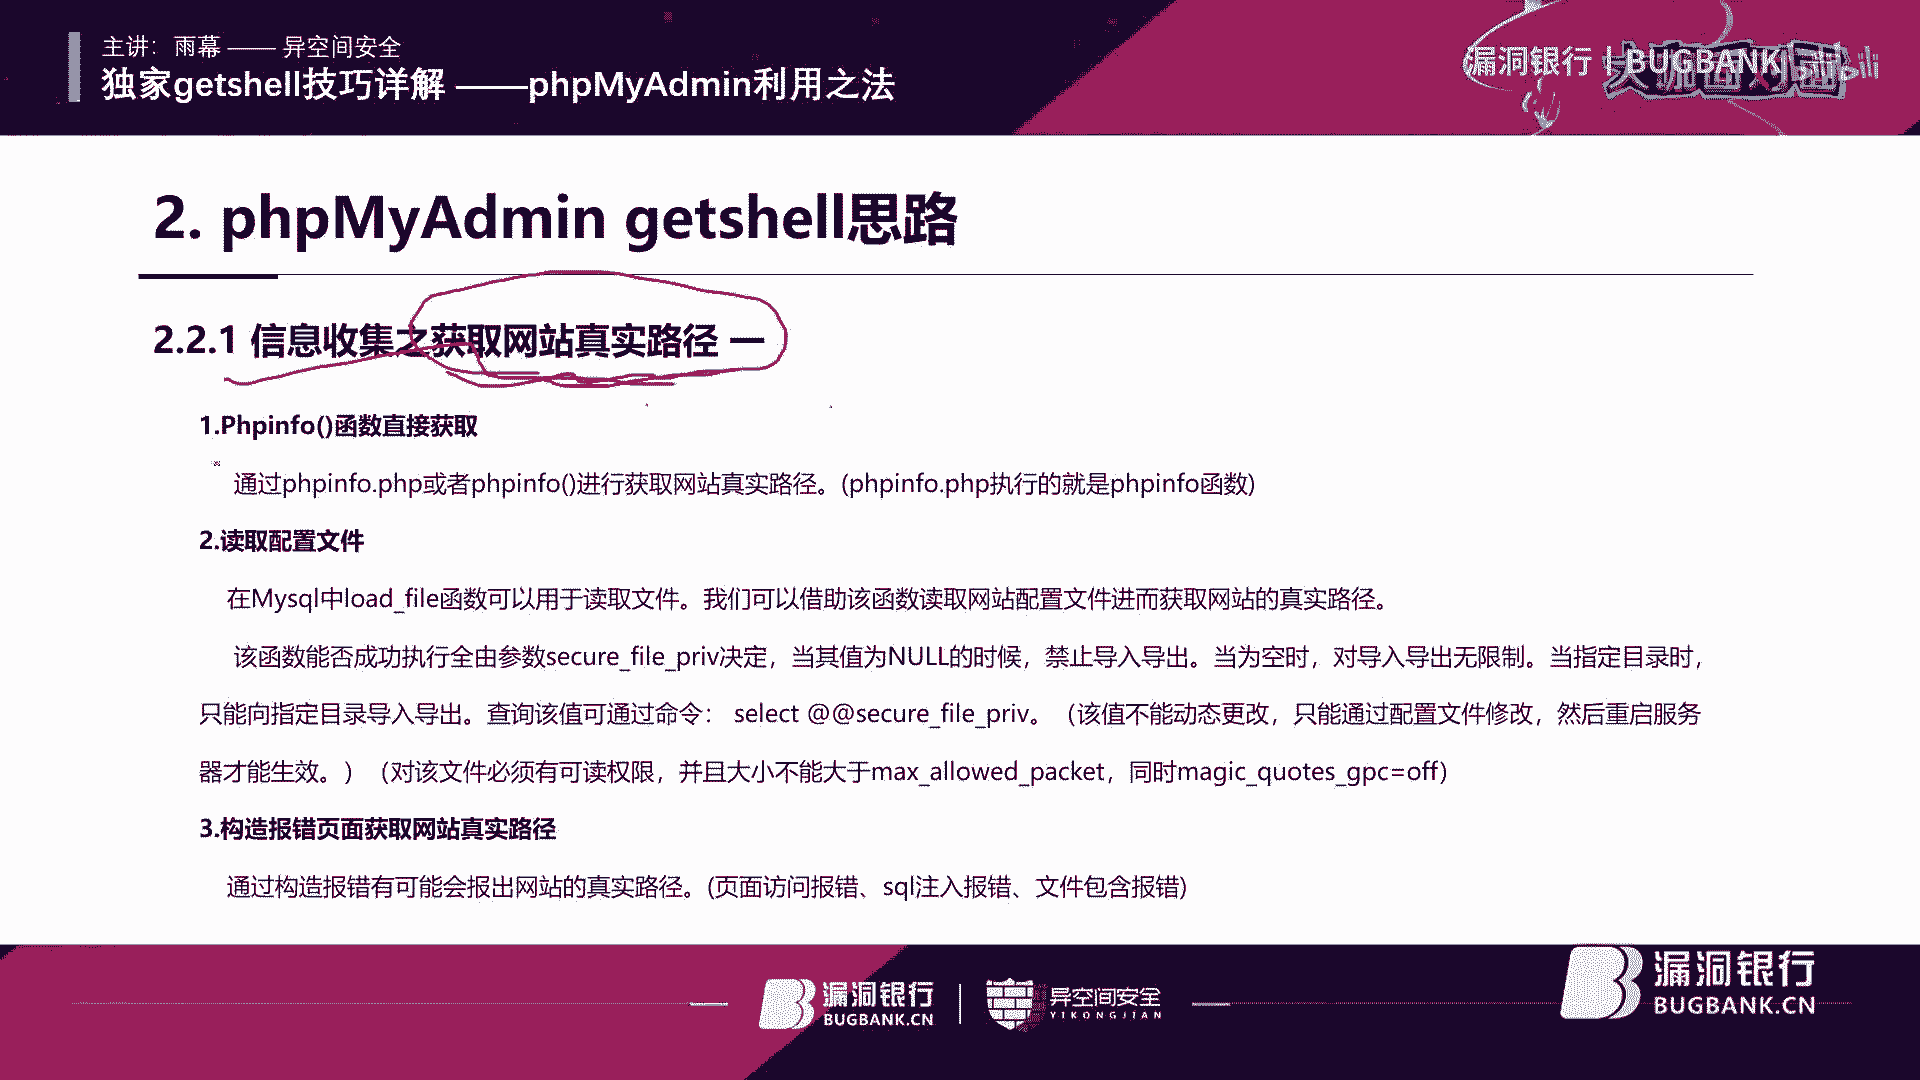 主讲：雨幕 —— 异空间安全
独家getshell技巧详解 ——phpMyAdmin利用之法
漏洞银行 | BUGBANK
大咖面对面
bilibili
2. phpMyAdmin getshell思路
2.2.1 信息收集之获取网站真实路径 一
1.Phpinfo()函数直接获取
通过phpinfo.php或者phpinfo()进行获取网站真实路径。(phpinfo.php执行的就是phpinfo函数)
2.读取配置文件
在Mysql中load_file函数可以用于读取文件。我们可以借助该函数读取网站配置文件进而获取网站的真实路径。
该函数能否成功执行全由参数secure_file_priv决定，当其值为NULL的时候，禁止导入导出。当为空时，对导入导出无限制。当指定目录时，
只能向指定目录导入导出。查询该值可通过命令： select @@secure_file_priv。（该值不能动态更改，只能通过配置文件修改，然后重启服务
器才能生效。）（对该文件必须有可读权限，并且大小不能大于max_allowed_packet，同时magic_quotes_gpc=off）
3.构造报错页面获取网站真实路径
通过构造报错有可能会报出网站的真实路径。(页面访问报错、sql注入报错、文件包含报错)
漏洞银行
BUGBANK.CN
异空间安全
YIKONGJIAN
漏洞银行
BUGBANK.CN